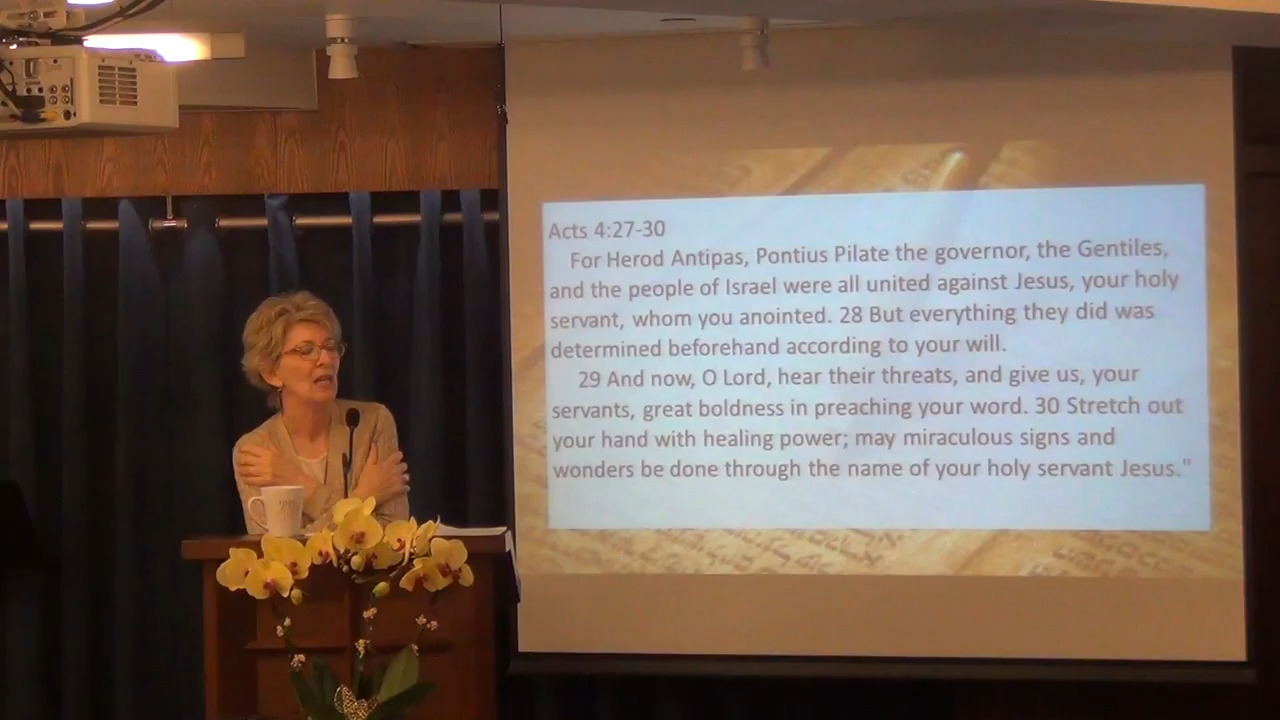 Acts 4:27-30
For Herod Antipas, Pontius Pilate the governor, the Gentiles,
and the people of Israel were all united against Jesus, your holy
servant, whom you anointed. 28 But everything they did was
determined beforehand according to your will.
29 And now, O Lord, hear their threats, and give us, your
servants, great boldness in preaching your word. 30 Stretch out
your hand with healing power; may miraculous signs and
wonders be done through the name of your holy servant Jesus."